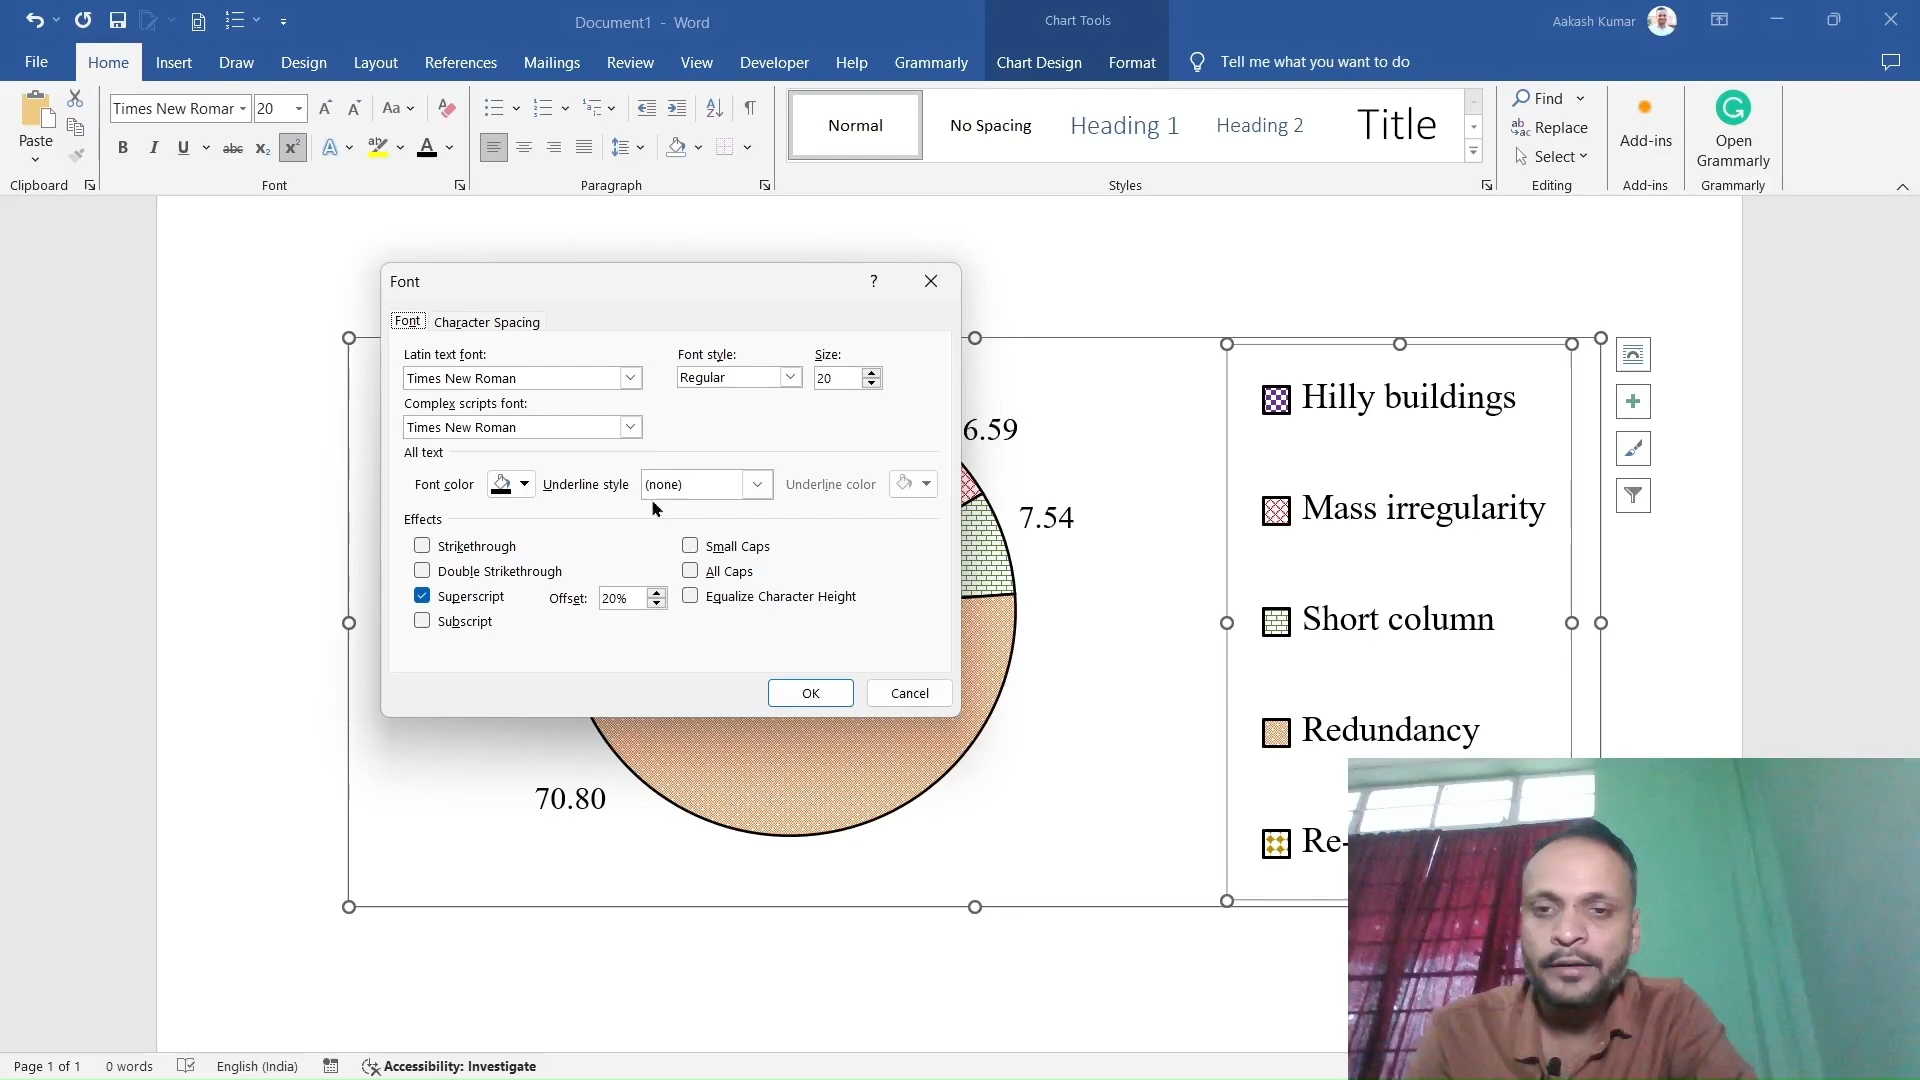 Document1 - Word
Chart Tools
Aakash Kumar
File Home Insert Draw Design Layout References Mailings Review View Developer Help Grammarly Chart Design Format Tell me what you want to do
Times New Roman 20 Aa
Paste
B I U abc X₂ X² A ab A
Normal No Spacing Heading 1 Heading 2 Title
Find
Replace
Select
Add-ins
Open
Grammarly
Clipboard Font Paragraph Styles Editing Add-ins Grammarly
Font ?
Font Character Spacing
Latin text font: Font style: Size:
Times New Roman Regular 20
Complex scripts font:
Times New Roman
All text
Font color Underline style (none) Underline color
Effects
Strikethrough Small Caps
Double Strikethrough All Caps
Superscript Offset: 20% Equalize Character Height
Subscript
OK Cancel
6.59
7.54
70.80
Hilly buildings
Mass irregularity
Short column
Redundancy
Re-
Page 1 of 1 0 words English (India) Accessibility: Investigate